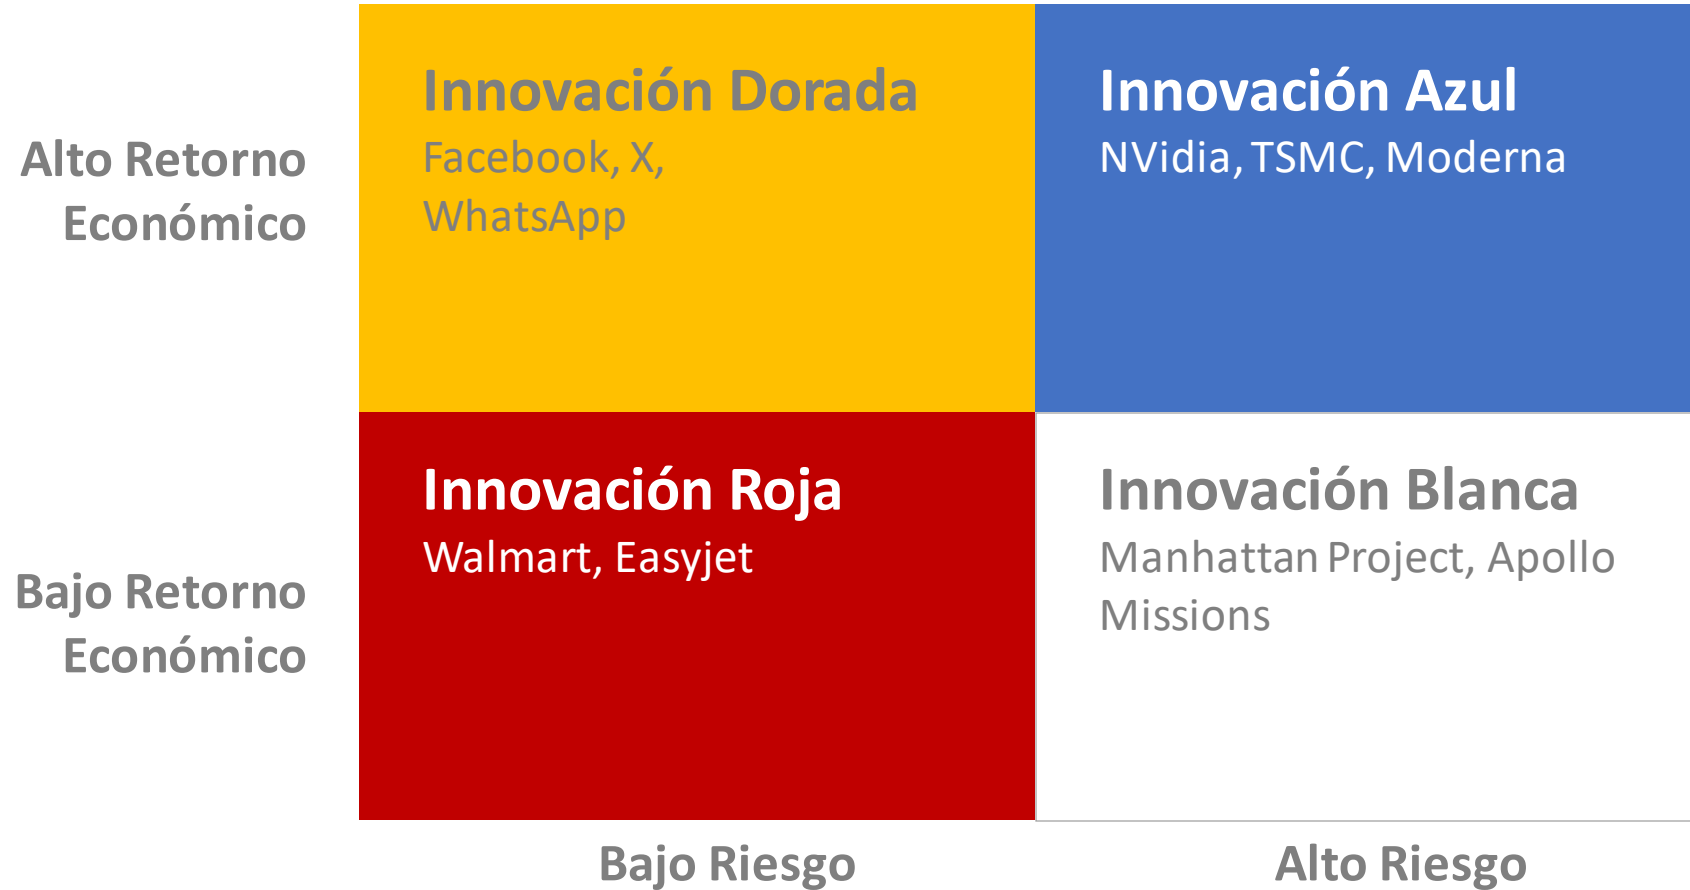 Alto Retorno
Económico
Innovación Dorada
Facebook, X,
WhatsApp
Innovación Azul
NVidia, TSMC, Moderna
Bajo Retorno
Económico
Innovación Roja
Walmart, Easyjet
Innovación Blanca
Manhattan Project, Apollo
Missions
Bajo Riesgo
Alto Riesgo